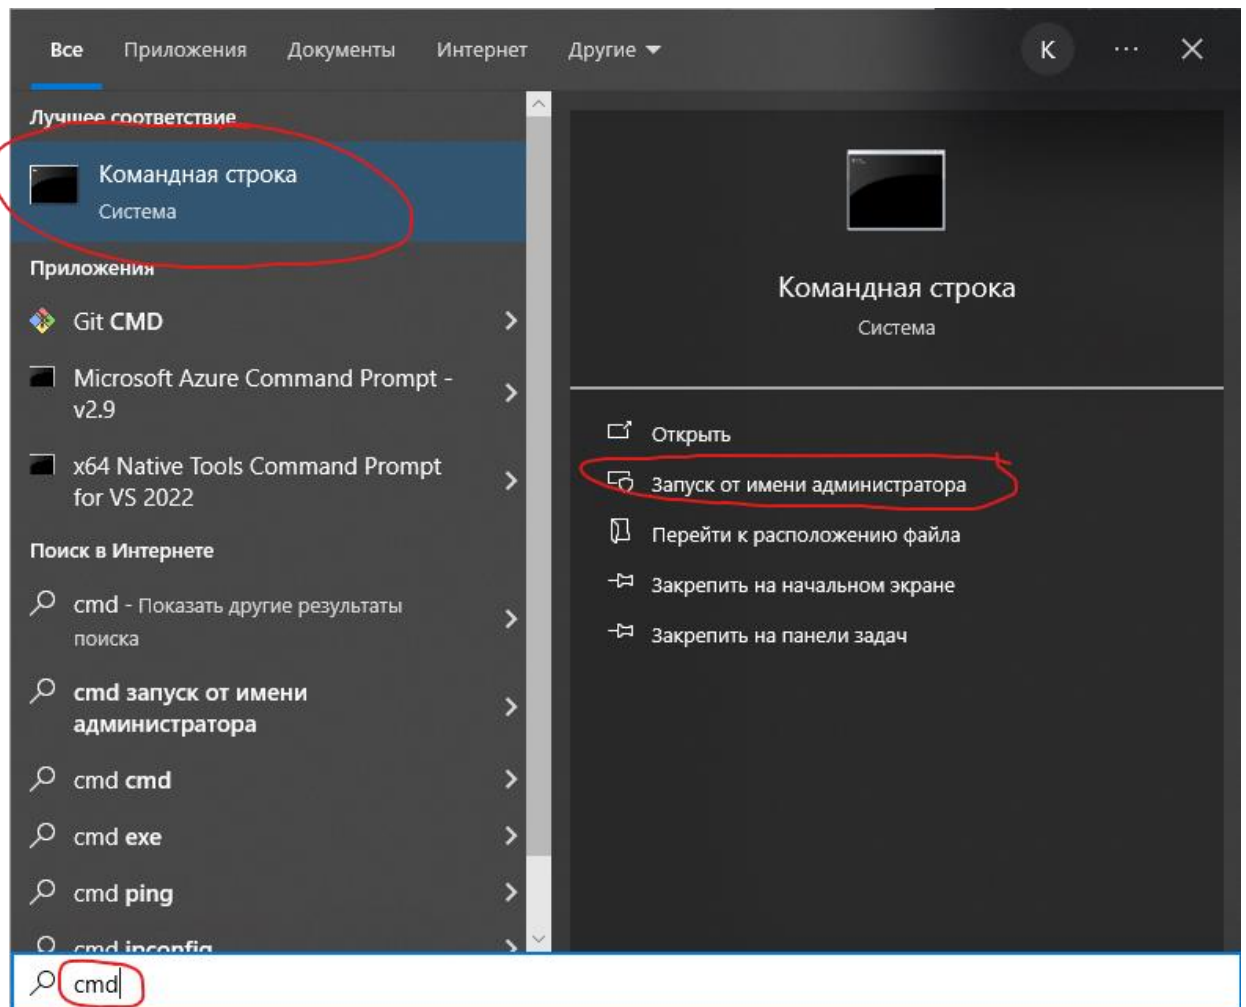 Все Приложения Документы Интернет Другие K ...
Лучшее соответствие
Командная строка
Система
Приложения
Git CMD
Microsoft Azure Command Prompt -
v2.9
x64 Native Tools Command Prompt
for VS 2022
Поиск в Интернете
cmd - Показать другие результаты
поиска
cmd запуск от имени
администратора
cmd cmd
cmd exe
cmd ping
cmd ipconfig
cmd
Командная строка
Система
Открыть
Запуск от имени администратора
Перейти к расположению файла
Закрепить на начальном экране
Закрепить на панели задач